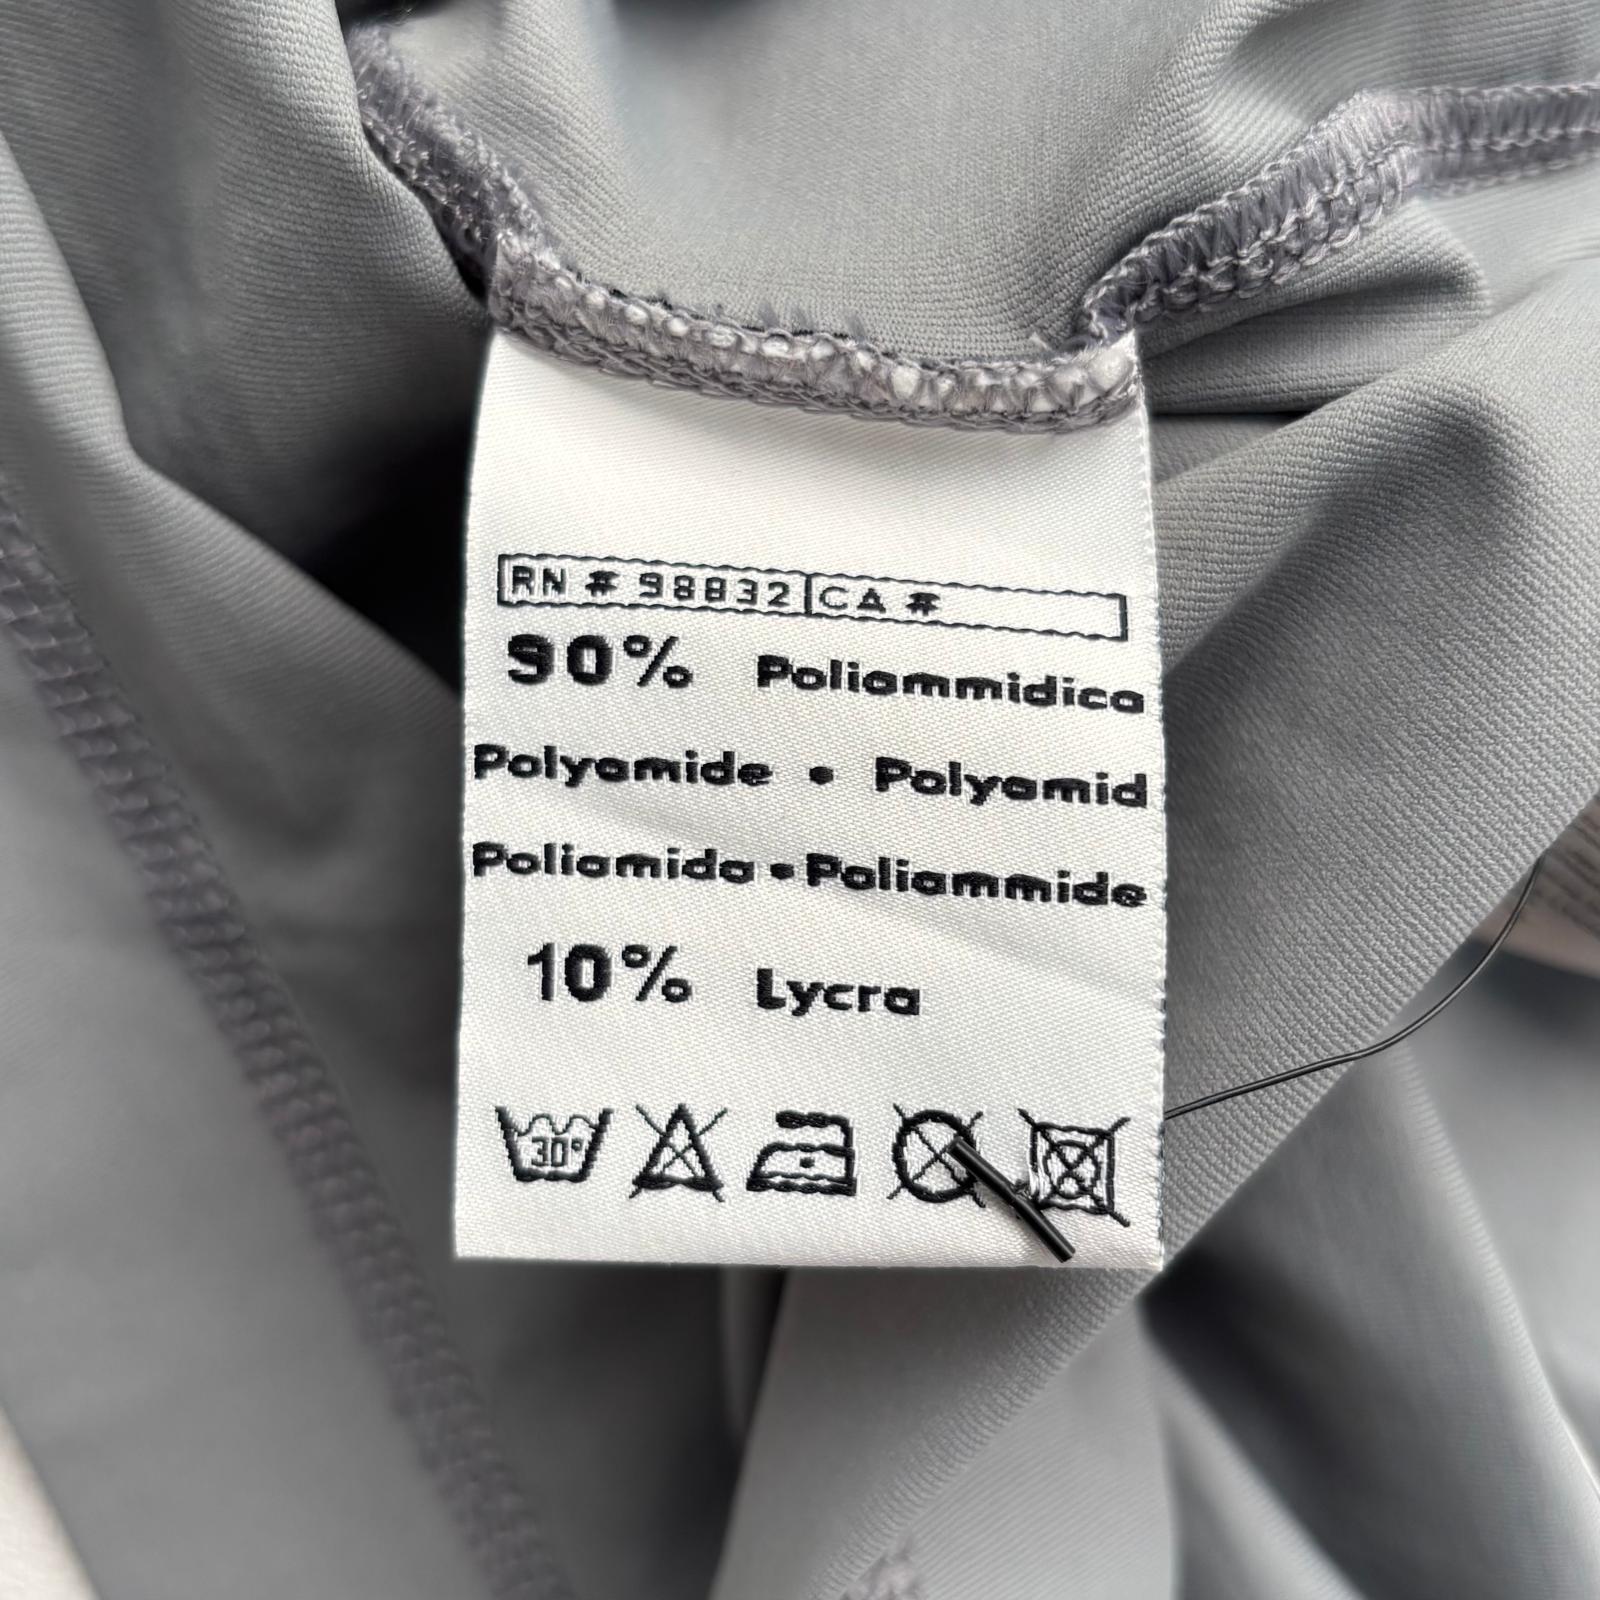 RN # 98832 CA #
90% Poliammidica
Polyamide • Polyamid
Poliamida • Poliammide
10% Lycra
30°